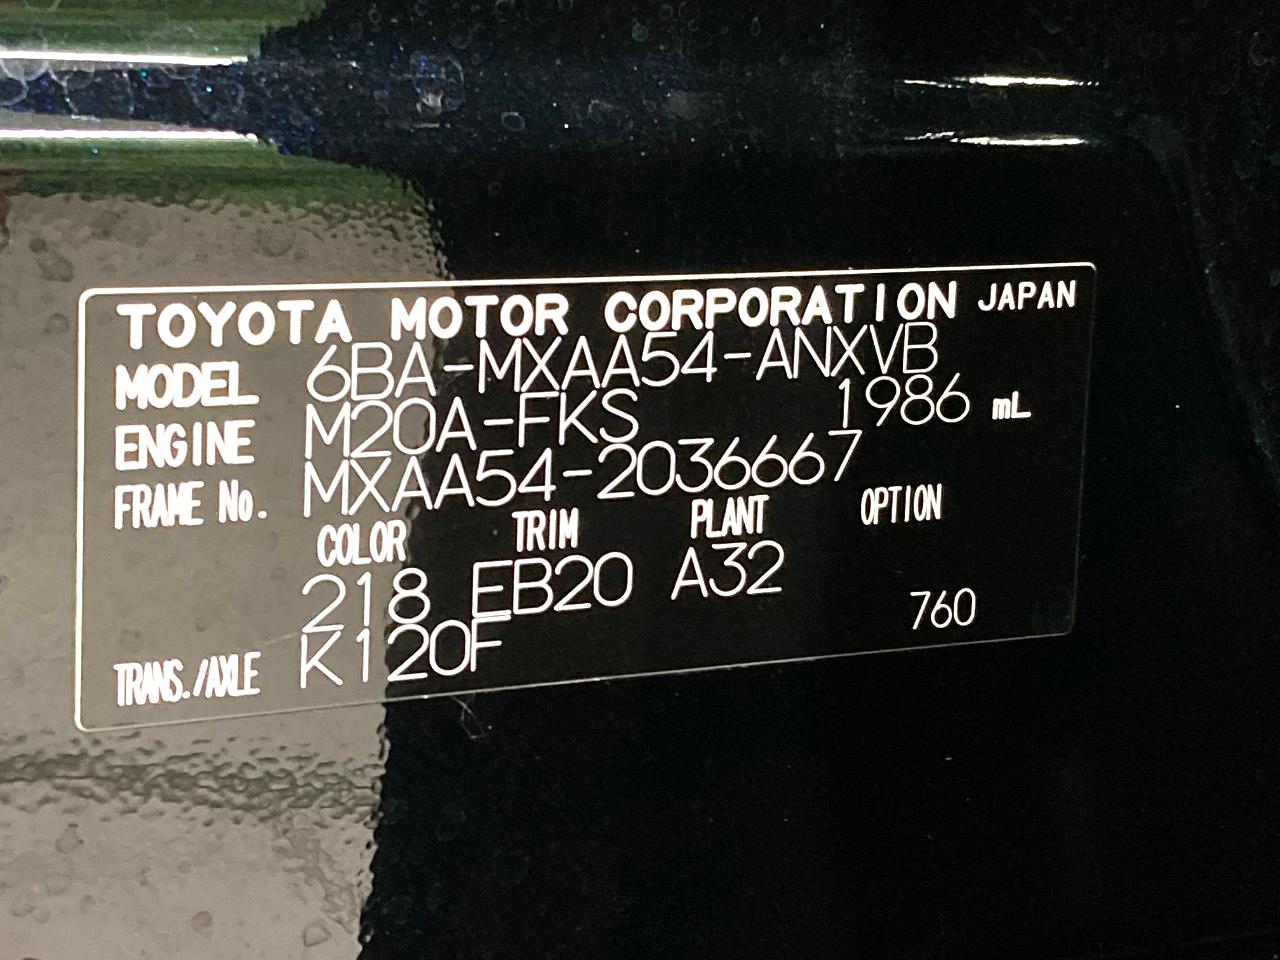 TOYOTA MOTOR CORPORATION JAPAN
MODEL 6BA-MXAA54-ANXVB
ENGINE M20A-FKS 1986 mL
FRAME No. MXAA54-2036667
COLOR TRIM PLANT OPTION
218 EB20 A32
760
TRANS./AXLE K120F